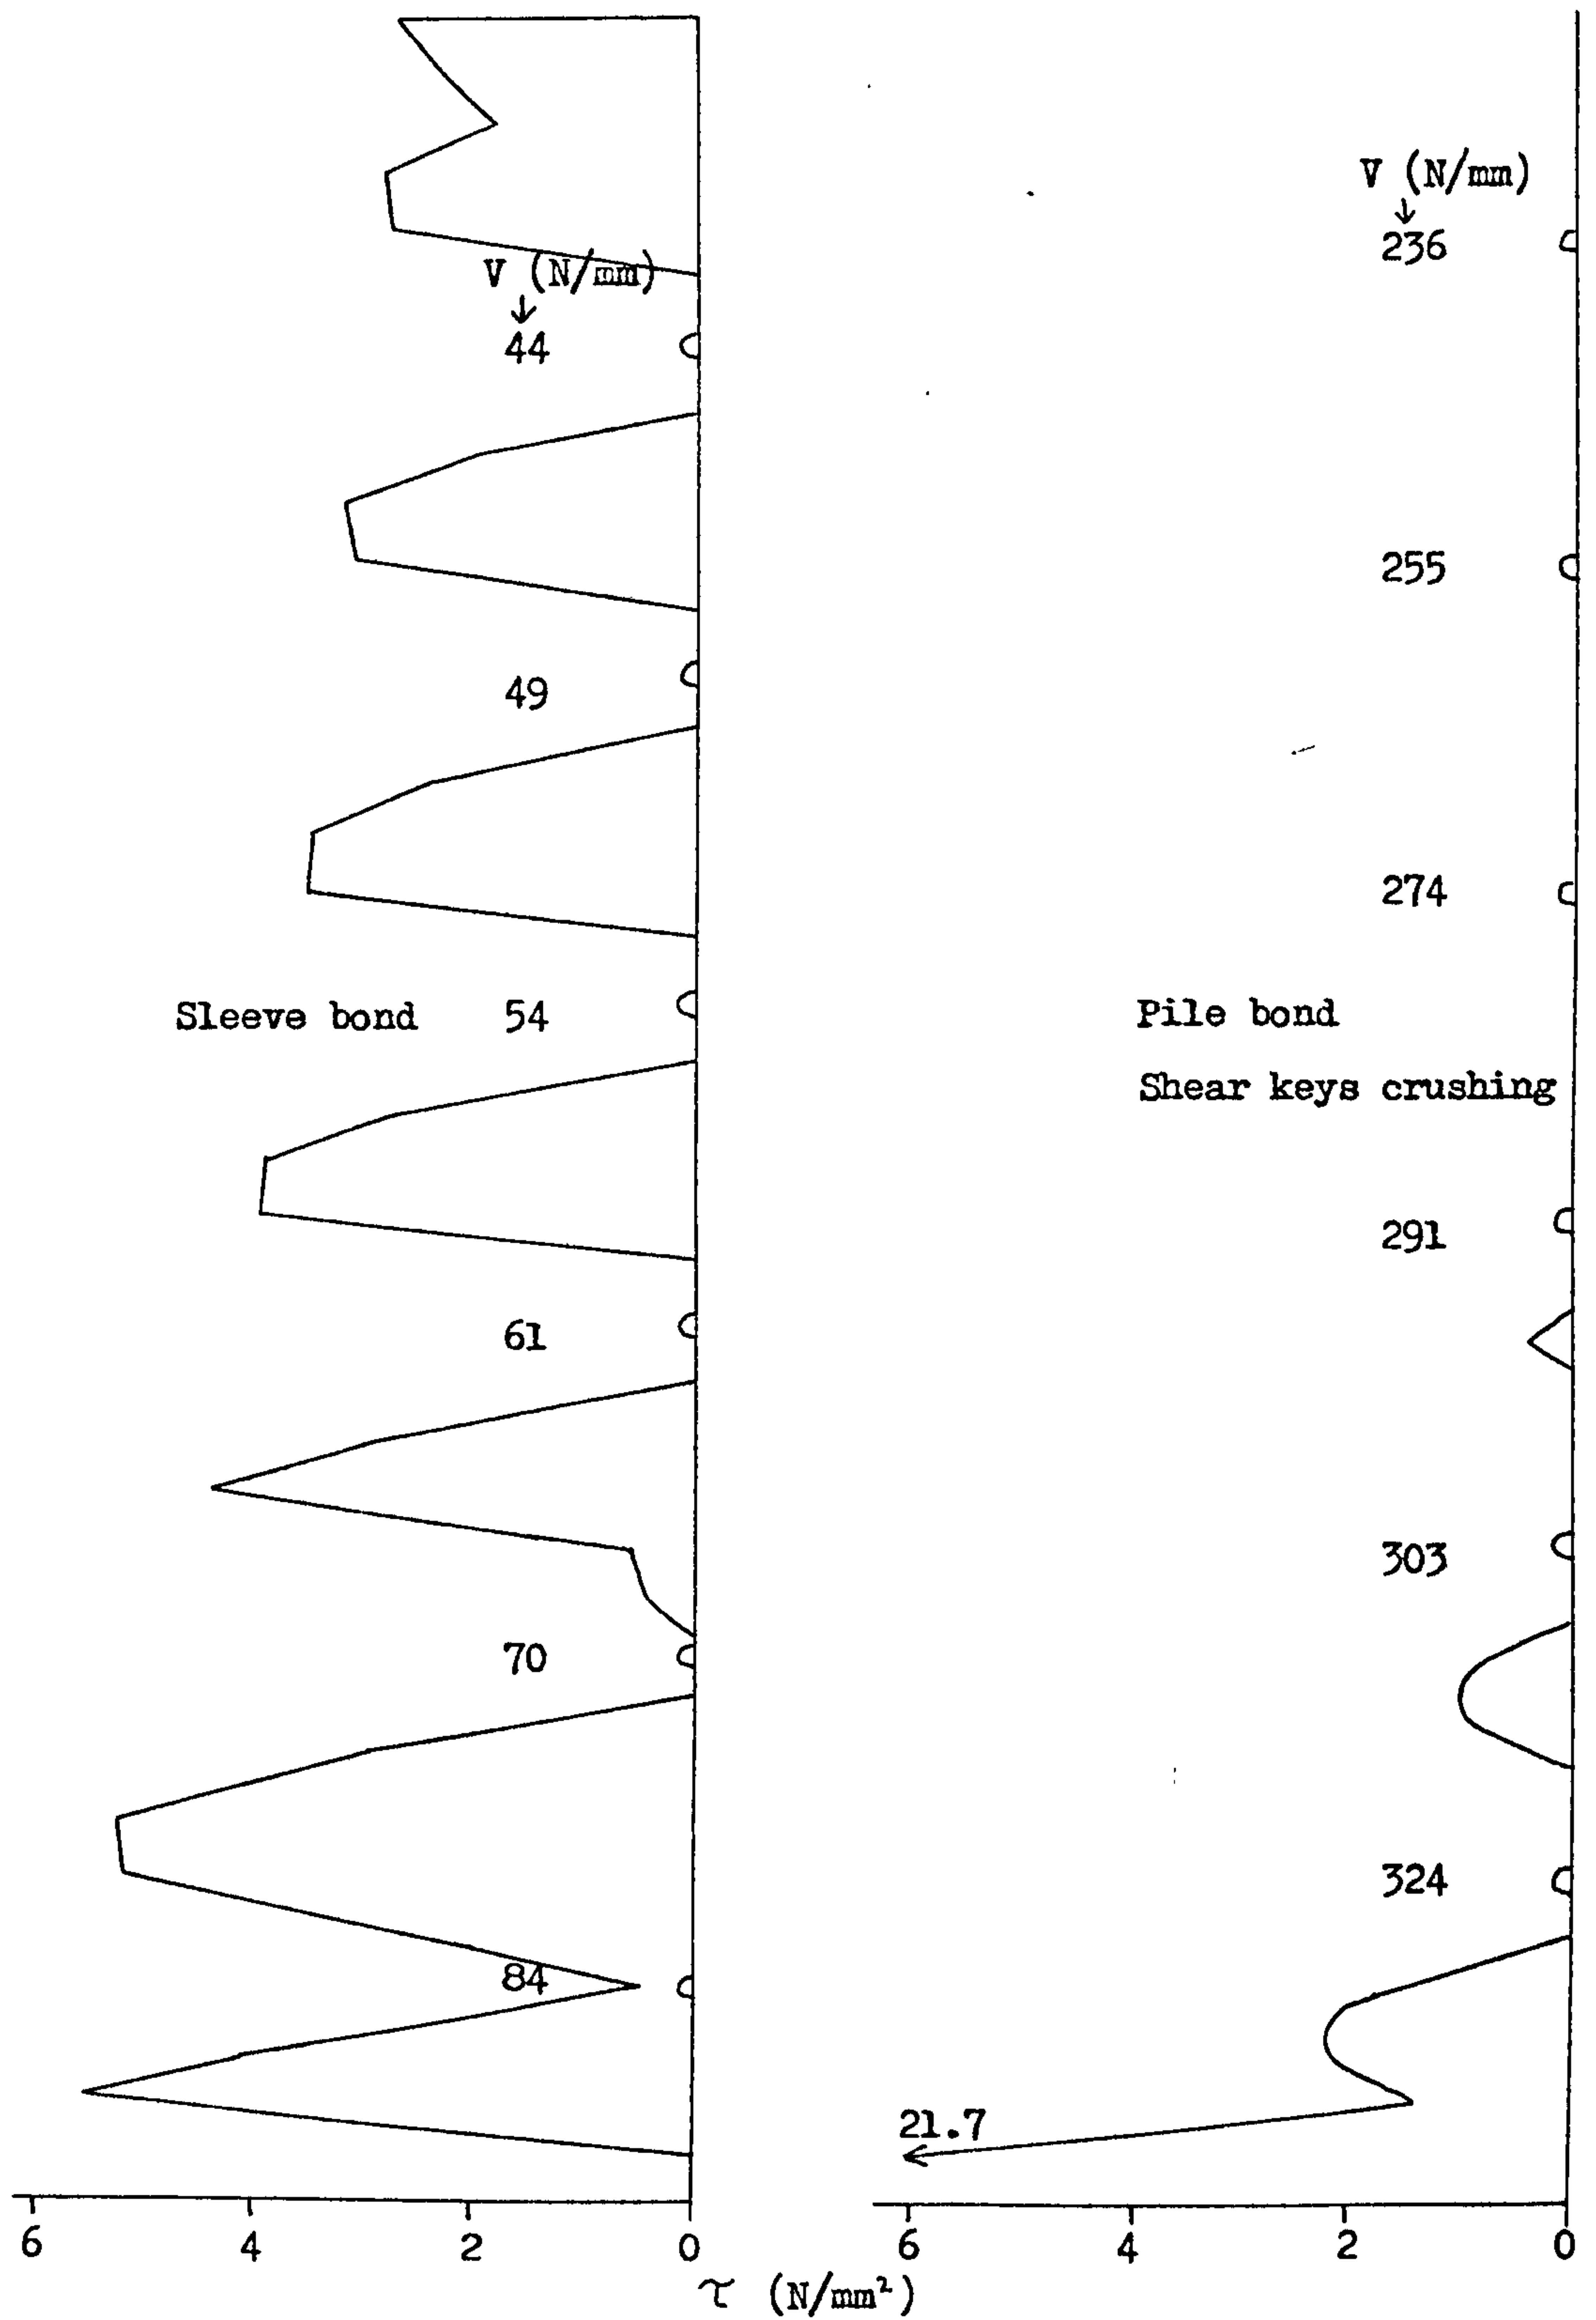 V (N/mm)
↓
44
49
Sleeve bond 54
61
70
84
6 4 2 0
V (N/mm)
↓
236
255
274
Pile bond
Shear keys crushing
291
303
324
21.7
6 4 2 0
τ (N/mm²)